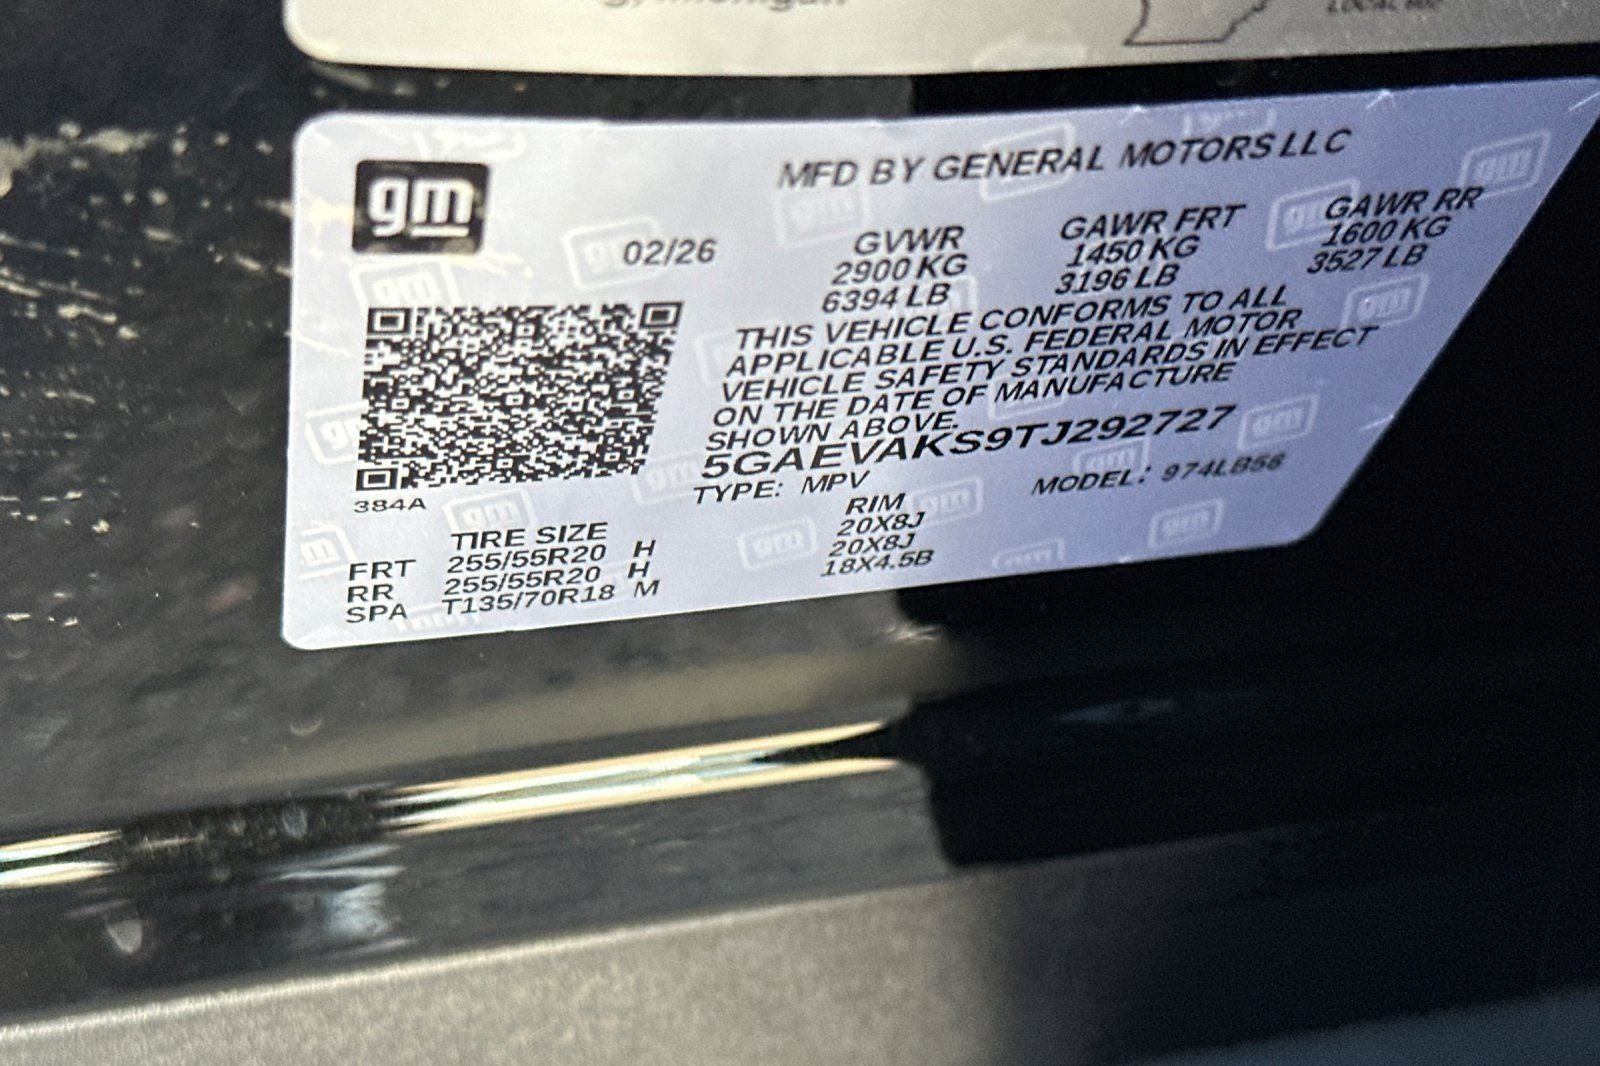 gm
MFD BY GENERAL MOTORS LLC
02/26
GVWR GAWR FRT GAWR RR
2900 KG 1450 KG 1600 KG
6394 LB 3196 LB 3527 LB
THIS VEHICLE CONFORMS TO ALL
APPLICABLE U.S. FEDERAL MOTOR
VEHICLE SAFETY STANDARDS IN EFFECT
ON THE DATE OF MANUFACTURE
SHOWN ABOVE.
5GAEVAKS9TJ292727
TYPE: MPV MODEL: 974LB56
384A
TIRE SIZE RIM
FRT 255/55R20 H 20X8J
RR 255/55R20 H 20X8J
SPA T135/70R18 M 18X4.5B